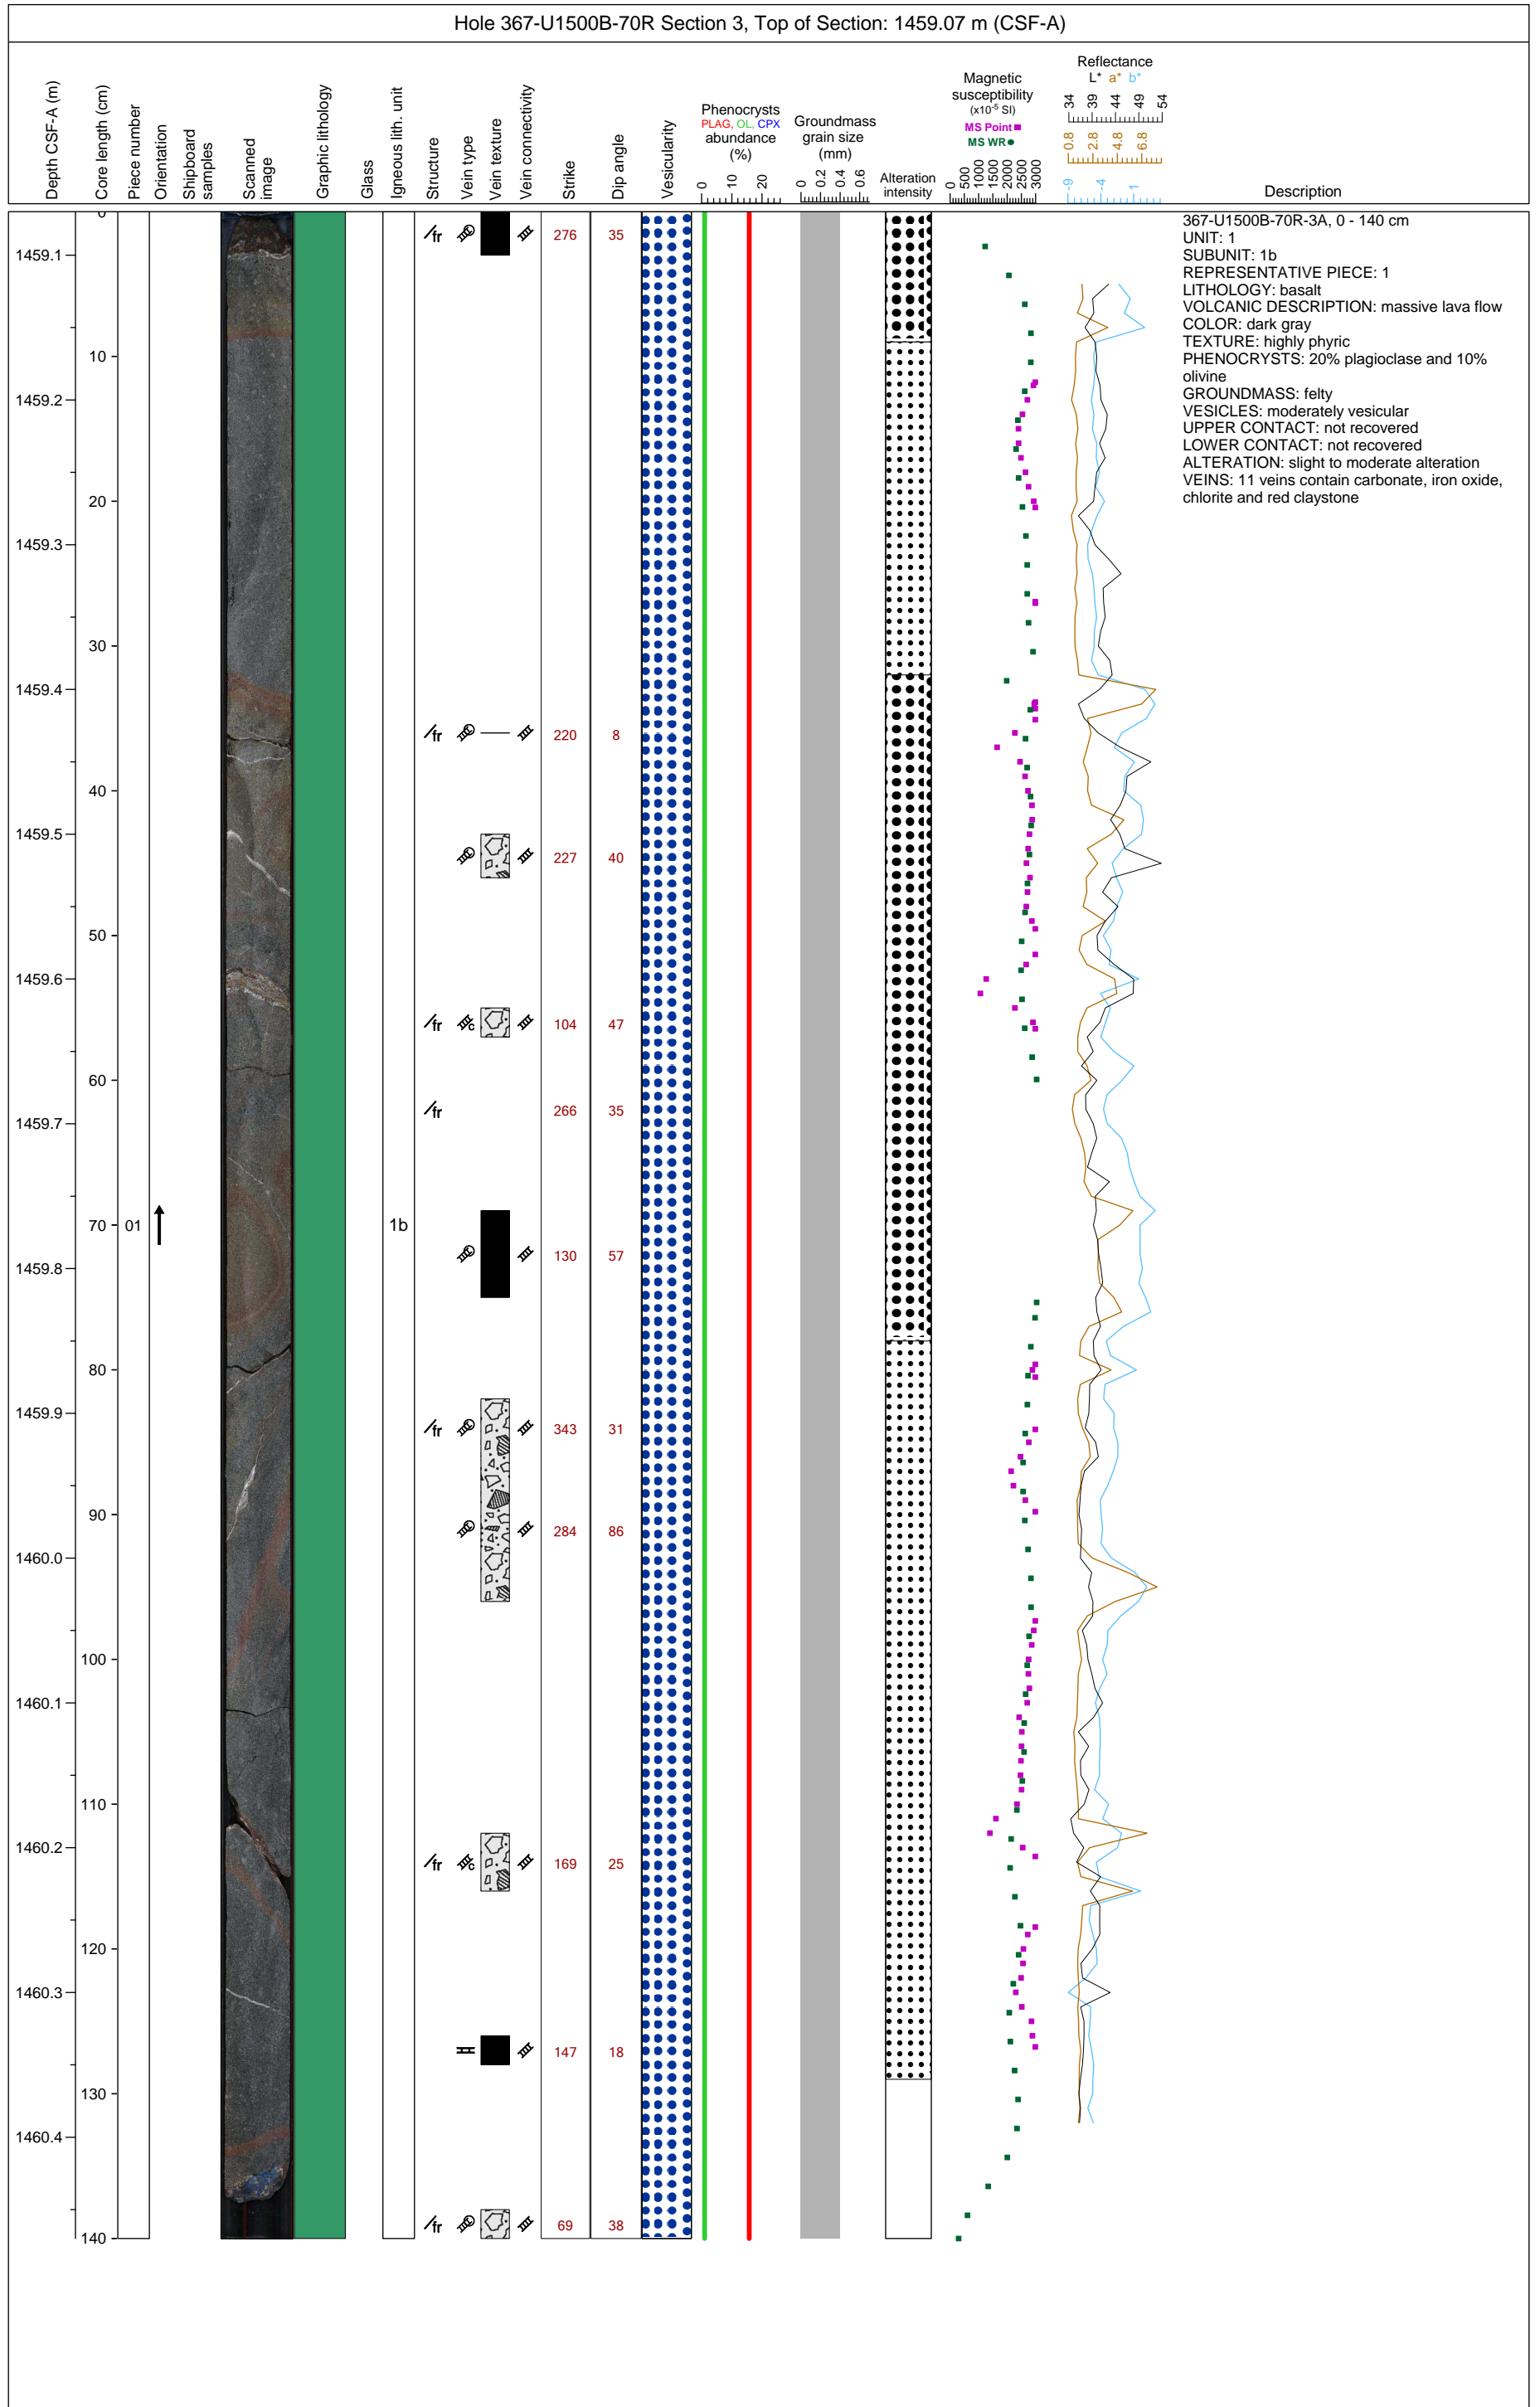 Hole 367-U1500B-70R Section 3, Top of Section: 1459.07 m (CSF-A)
Depth CSF-A (m)
Core length (cm)
Piece number
Orientation
Shipboard
samples
Scanned
image
Graphic lithology
Glass
Igneous lith. unit
Structure
Vein type
Vein texture
Vein connectivity
Strike
Dip angle
Vesicularity
Phenocrysts
PLAG, OL, CPX
abundance
(%)
0 10 20
Groundmass
grain size
(mm)
0 0.2 0.4 0.6
Alteration
intensity
Magnetic
susceptibility
(x10-5 SI)
MS Point
MS WR
0 500 1000 1500 2000 2500 3000
Reflectance
L* a* b*
34 39 44 49 54
0.8 2.8 4.8 6.8
-9 -4 1
Description
367-U1500B-70R-3A, 0 - 140 cm
UNIT: 1
SUBUNIT: 1b
REPRESENTATIVE PIECE: 1
LITHOLOGY: basalt
VOLCANIC DESCRIPTION: massive lava flow
COLOR: dark gray
TEXTURE: highly phyric
PHENOCRYSTS: 20% plagioclase and 10%
olivine
GROUNDMASS: felty
VESICLES: moderately vesicular
UPPER CONTACT: not recovered
LOWER CONTACT: not recovered
ALTERATION: slight to moderate alteration
VEINS: 11 veins contain carbonate, iron oxide,
chlorite and red claystone
0
fr 276 35
1459.1
10
1459.2
20
1459.3
30
1459.4
fr 220 8
40
1459.5
227 40
50
1459.6
fr c 104 47
60
fr 266 35
1459.7
70 01 1b
130 57
1459.8
80
1459.9
fr 343 31
90
284 86
1460.0
100
1460.1
110
1460.2
fr c 169 25
120
1460.3
147 18
130
1460.4
fr 69 38
140